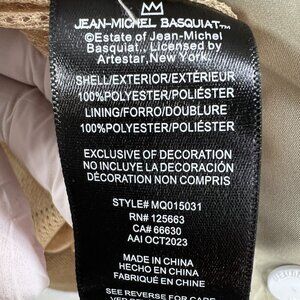 JEAN-MICHEL BASQUIAT™
©Estate of Jean-Michel
Basquiat, Licensed by
Artestar, New York.
SHELL/EXTERIOR/EXTÉRIEUR
100%POLYESTER/POLIÉSTER
LINING/FORRO/DOUBLURE
100%POLYESTER/POLIÉSTER
EXCLUSIVE OF DECORATION
NO INCLUYE LA DECORACIÓN
DÉCORATION NON COMPRIS
STYLE# MQ015031
RN# 125663
CA# 66630
AAI OCT2023
MADE IN CHINA
HECHO EN CHINA
FABRIQUÉ EN CHINE
SEE REVERSE FOR CARE